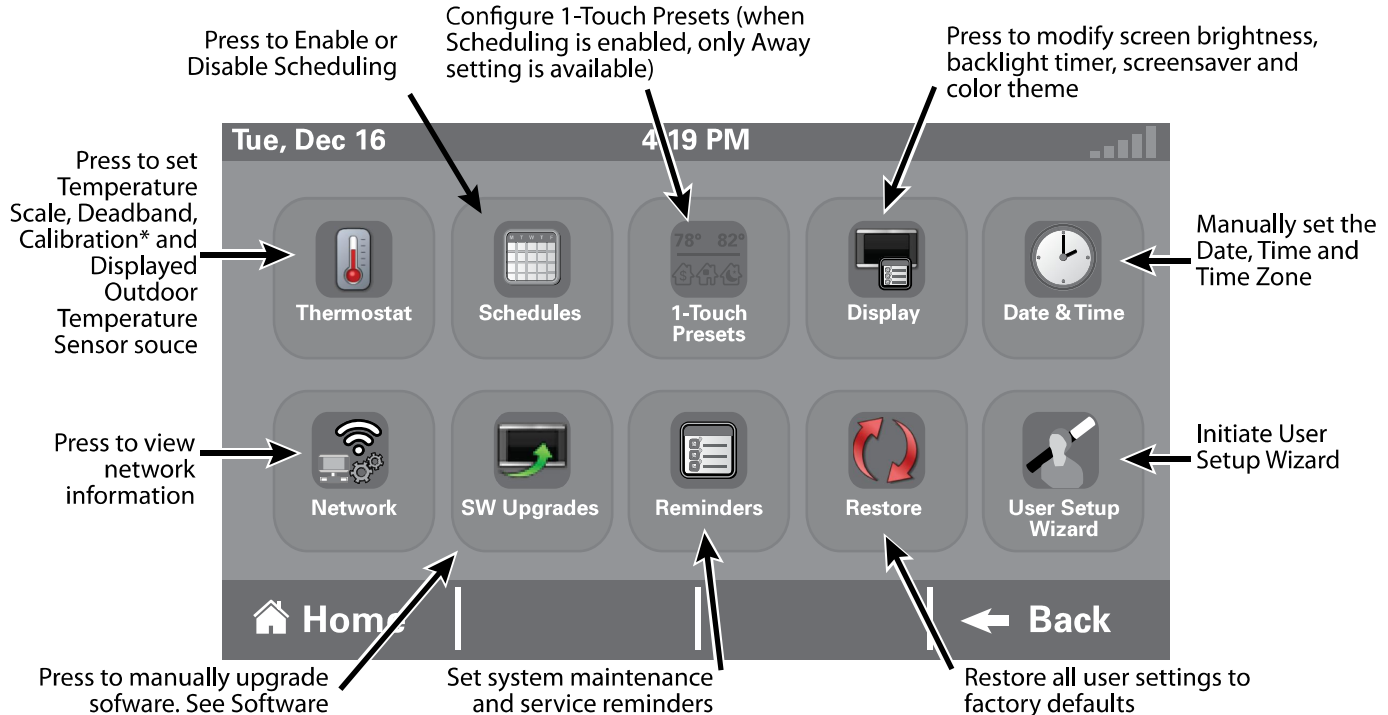 Configure 1-Touch Presets (when
Scheduling is enabled, only Away
setting is available)
Press to Enable or
Disable Scheduling
Press to modify screen brightness,
backlight timer, screensaver and
color theme
Tue, Dec 16
4:19 PM
Press to set
Temperature
Scale, Deadband,
Calibration* and
Displayed
Outdoor
Temperature
Sensor souce
Manually set the
Date, Time and
Time Zone
M T W T F
78° 82°
Thermostat
Schedules
1-Touch
Presets
Display
Date & Time
Press to view
network
information
Initiate User
Setup Wizard
Network
SW Upgrades
Reminders
Restore
User Setup
Wizard
Home
Back
Press to manually upgrade
sofware. See Software
Set system maintenance
and service reminders
Restore all user settings to
factory defaults